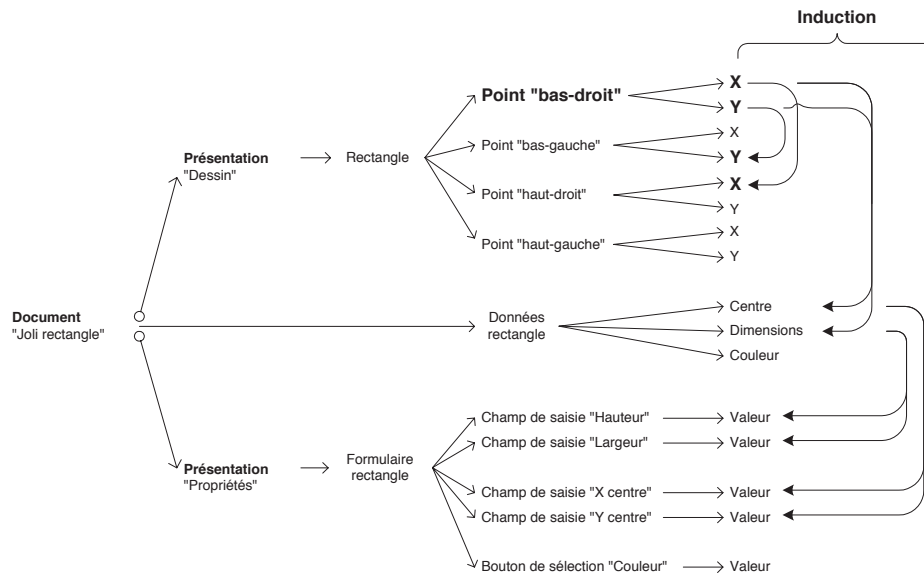 Induction
Point "bas-droit"
X
Y
Point "bas-gauche"
X
Y
Présentation
"Dessin"
Rectangle
Point "haut-droit"
X
Y
Point "haut-gauche"
X
Y
Document
"Joli rectangle"
Données
rectangle
Centre
Dimensions
Couleur
Présentation
"Propriétés"
Formulaire
rectangle
Champ de saisie "Hauteur"
Valeur
Champ de saisie "Largeur"
Valeur
Champ de saisie "X centre"
Valeur
Champ de saisie "Y centre"
Valeur
Bouton de sélection "Couleur"
Valeur